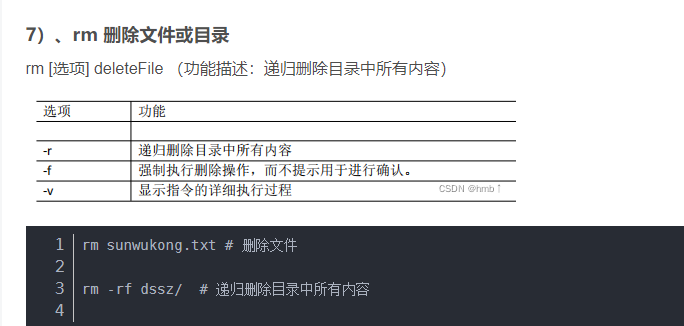 7）、rm 删除文件或目录
rm [选项] deleteFile （功能描述：递归删除目录中所有内容）
选项 功能
-r 递归删除目录中所有内容
-f 强制执行删除操作，而不提示用于进行确认。
-v 显示指令的详细执行过程
CSDN @hmb↑
1 rm sunwukong.txt # 删除文件
2
3 rm -rf dssz/  # 递归删除目录中所有内容
4